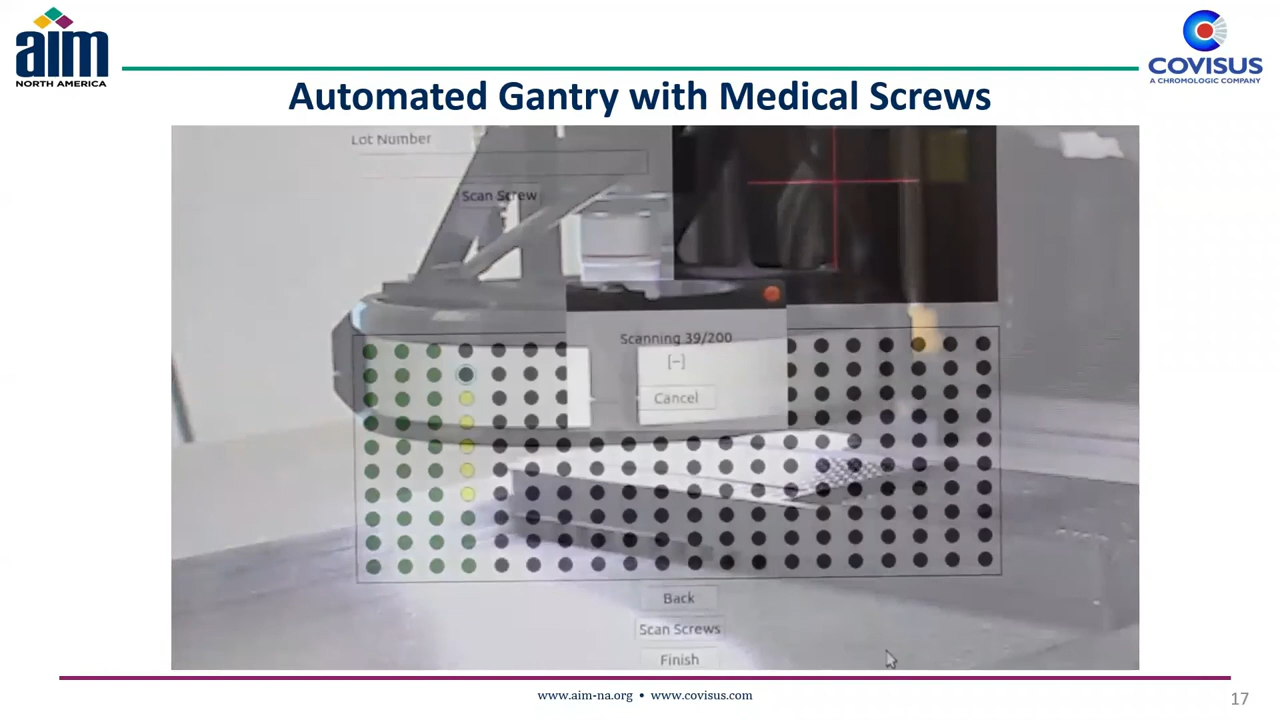 aim
NORTH AMERICA
COVISUS
A CHROMOLOGIC COMPANY
Automated Gantry with Medical Screws
Lot Number
Scan Screw
Scanning 39/200
[−]
Cancel
Back
Scan Screws
Finish
www.aim-na.org • www.covisus.com
17